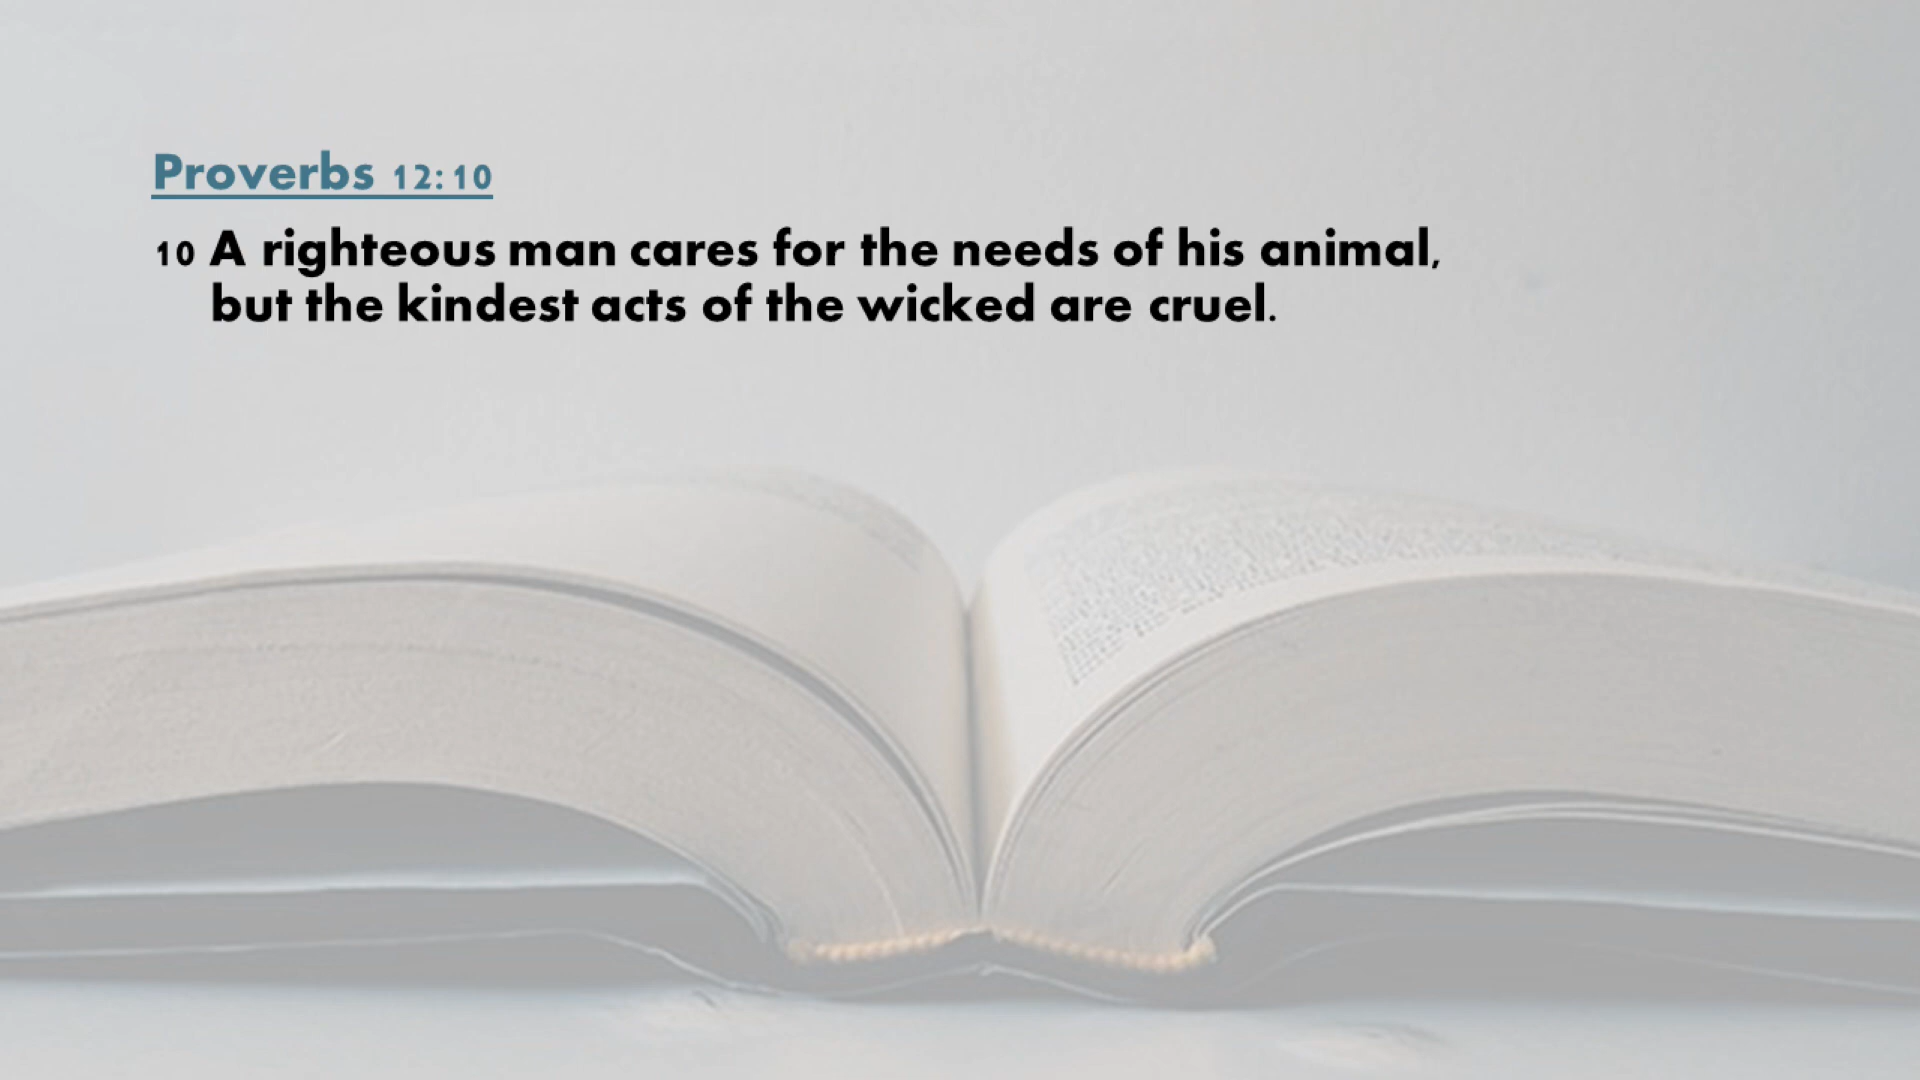 Proverbs 12:10
10 A righteous man cares for the needs of his animal,
but the kindest acts of the wicked are cruel.